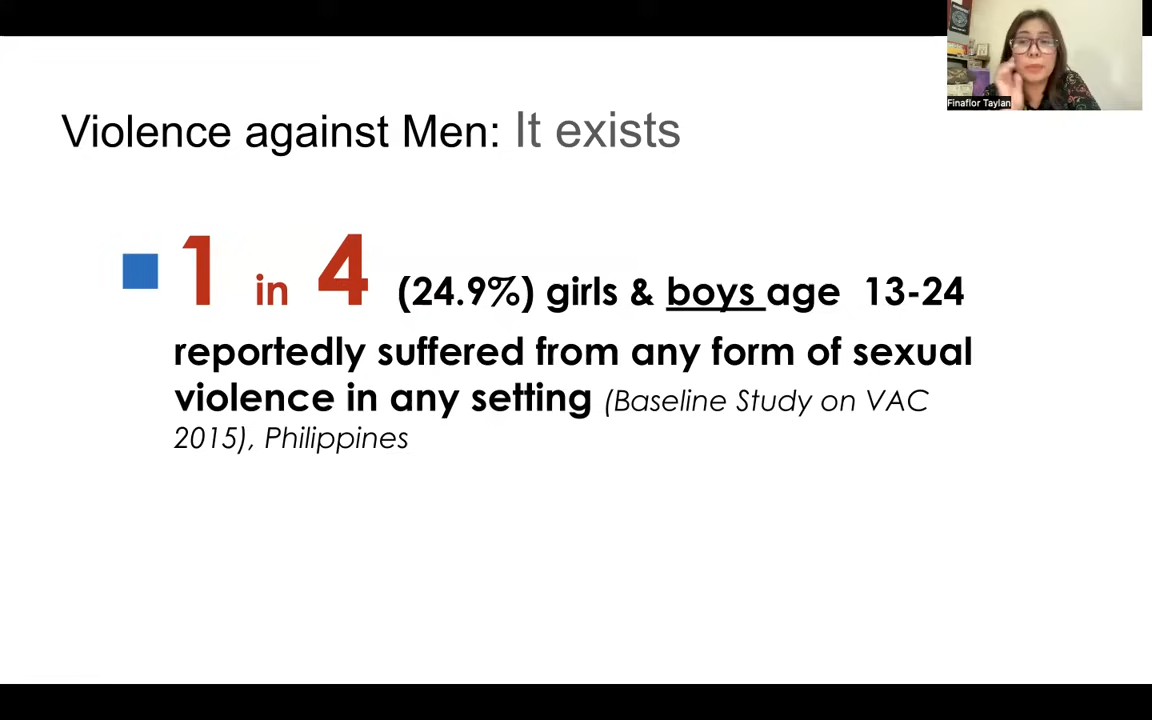 Finaflor Taylan
Violence against Men: It exists
1 in 4 (24.9%) girls & boys age 13-24
reportedly suffered from any form of sexual
violence in any setting (Baseline Study on VAC
2015), Philippines